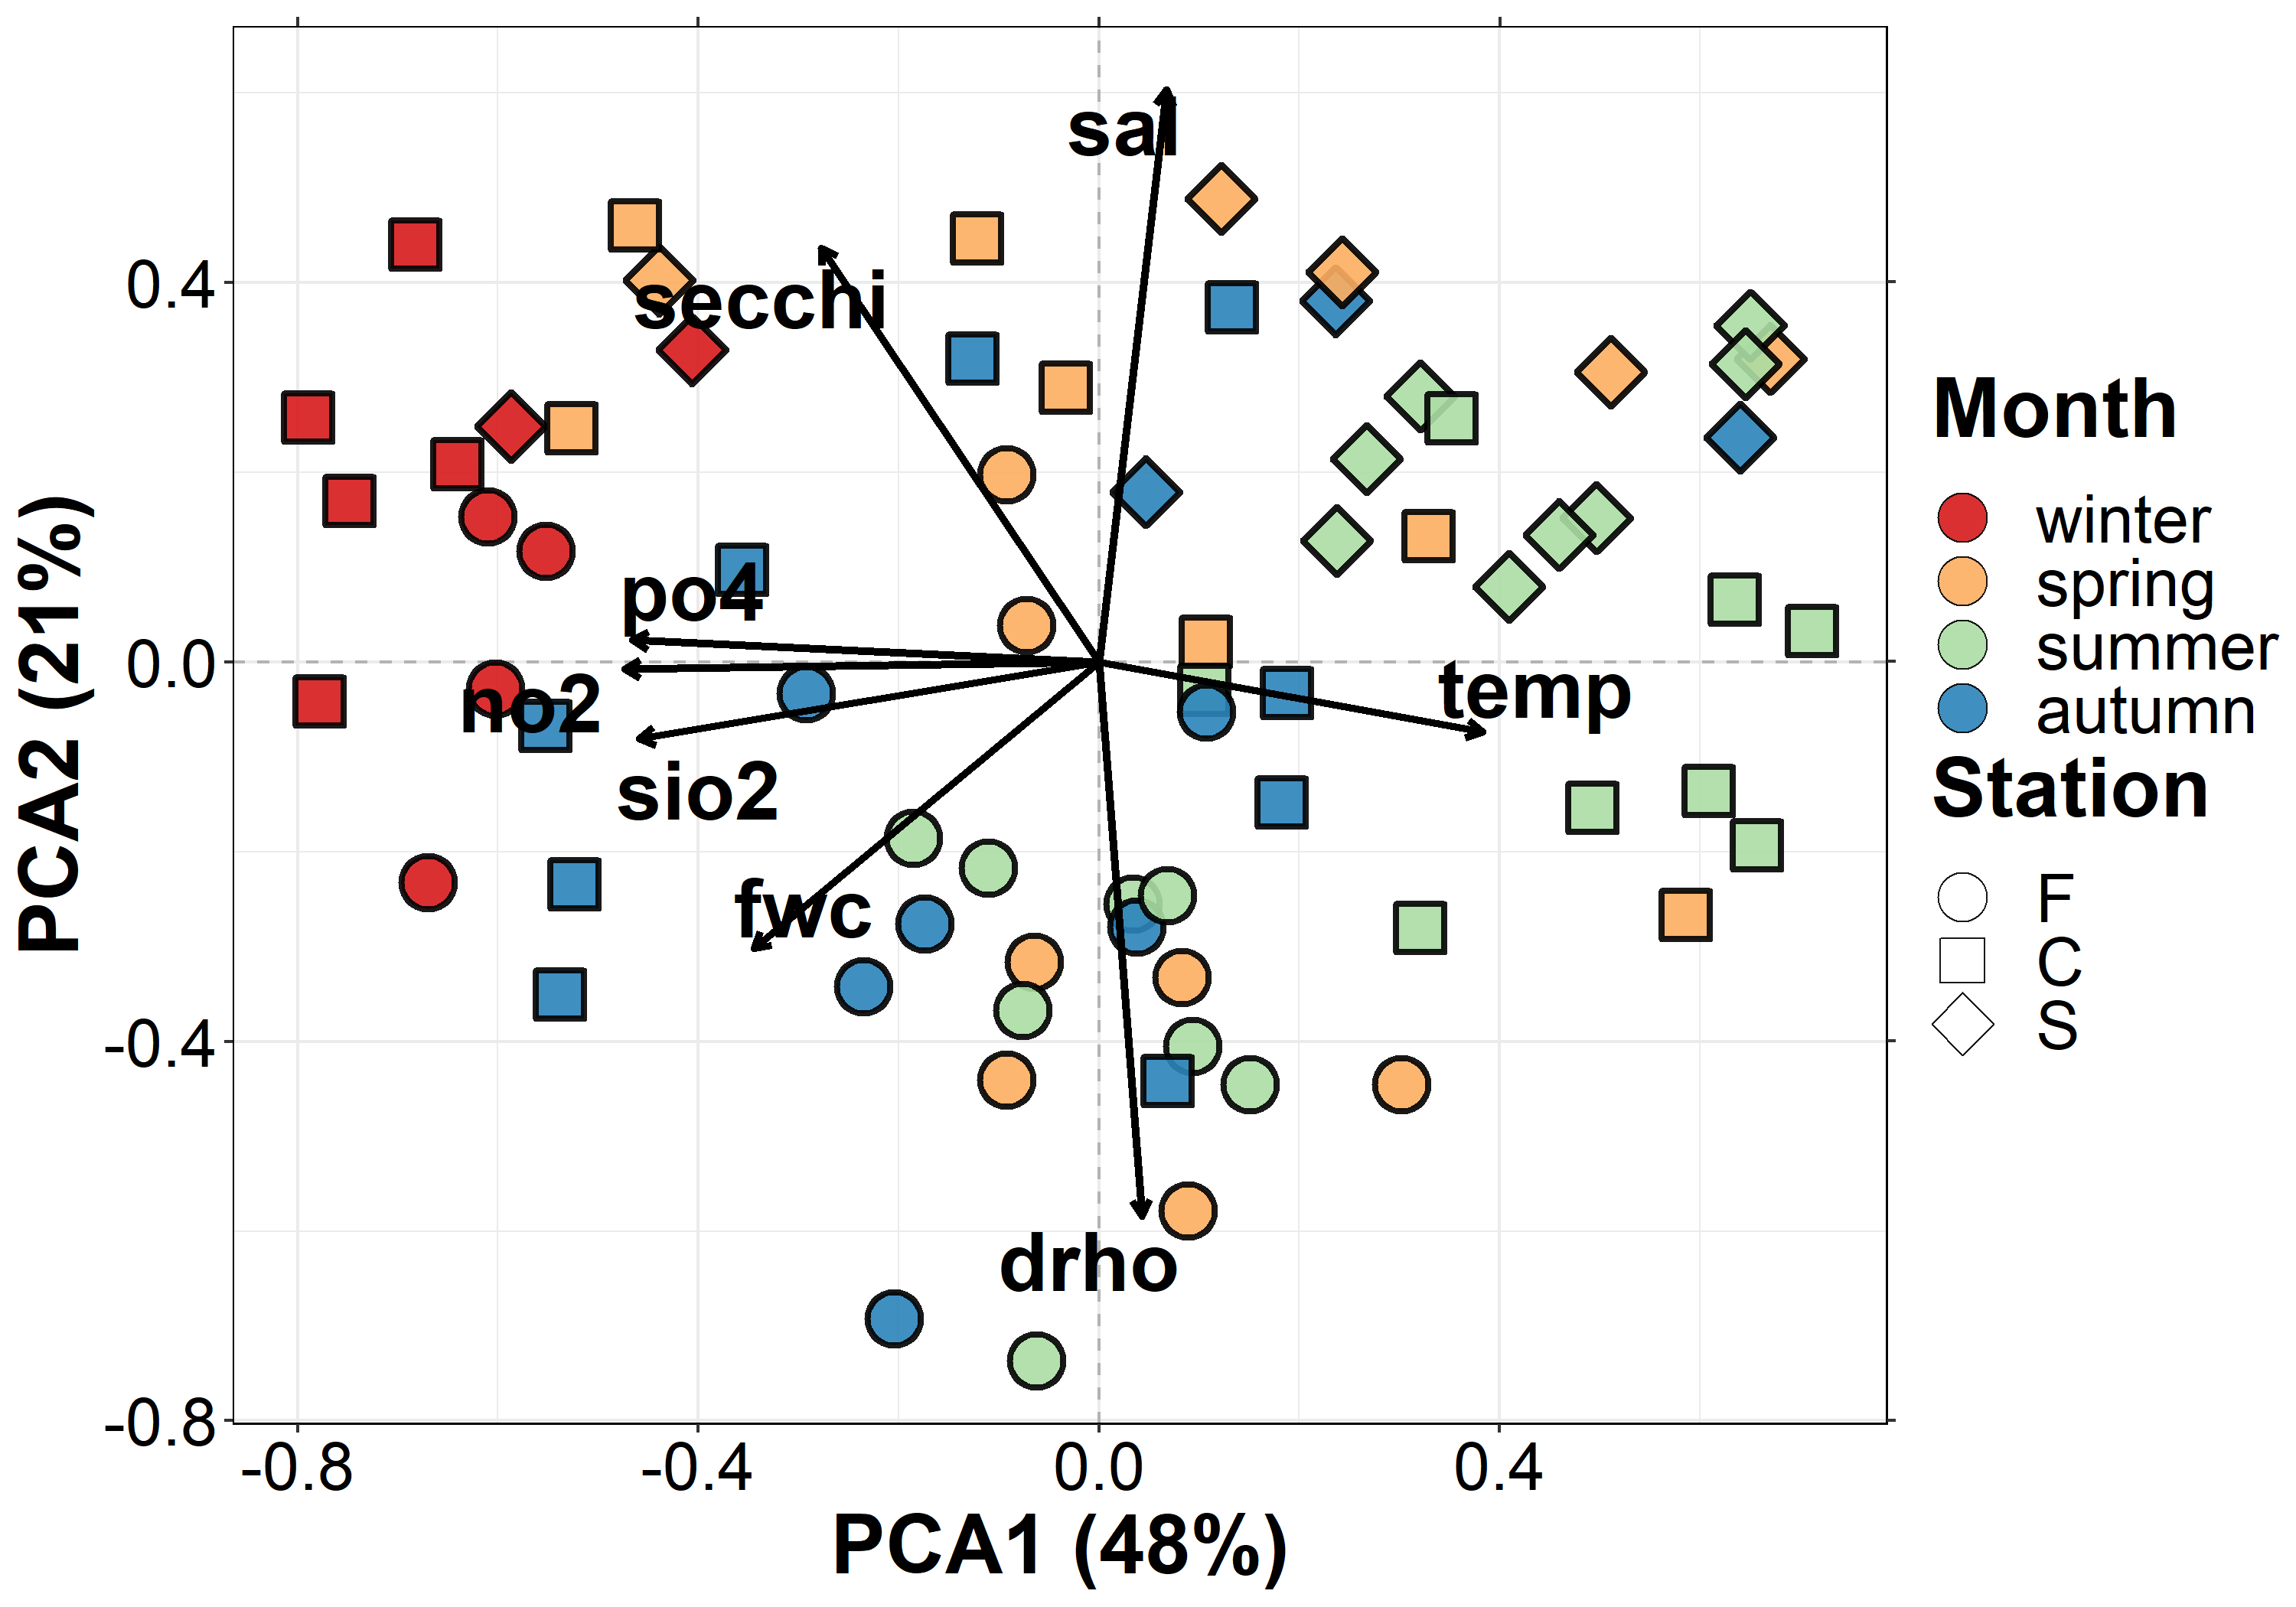 sal
secchi
po4
no2
temp
sio2
fwc
drho
0.4
0.0
-0.4
-0.8
-0.8
-0.4
0.0
0.4
PCA1 (48%)
PCA2 (21%)
Month
winter
spring
summer
autumn
Station
F
C
S